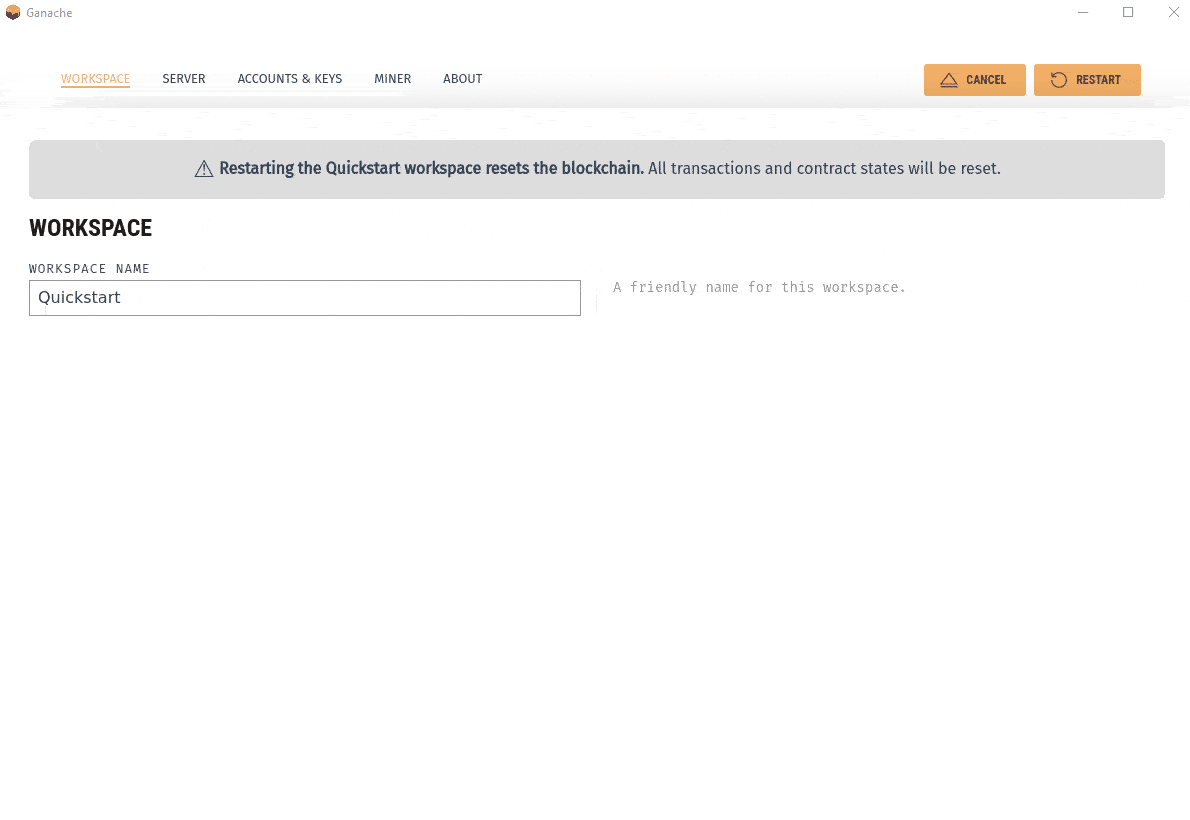 Ganache
WORKSPACE SERVER ACCOUNTS & KEYS MINER ABOUT CANCEL RESTART
⚠ Restarting the Quickstart workspace resets the blockchain. All transactions and contract states will be reset.
WORKSPACE
WORKSPACE NAME
Quickstart
A friendly name for this workspace.